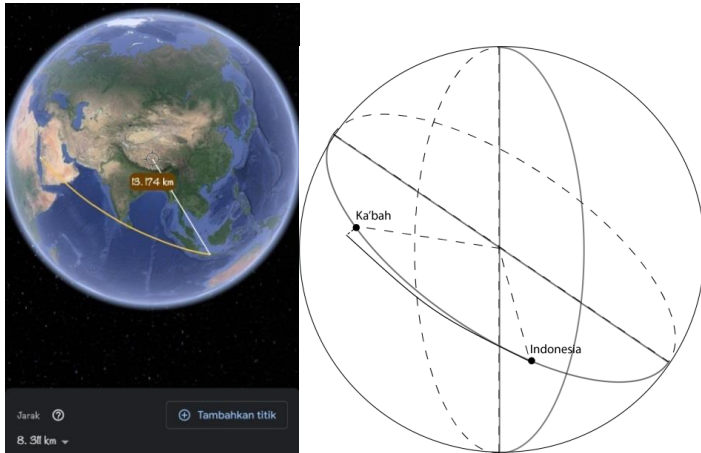 13.174 km
Jarak
Tambahkan titik
8.311 km
Ka'bah
Indonesia